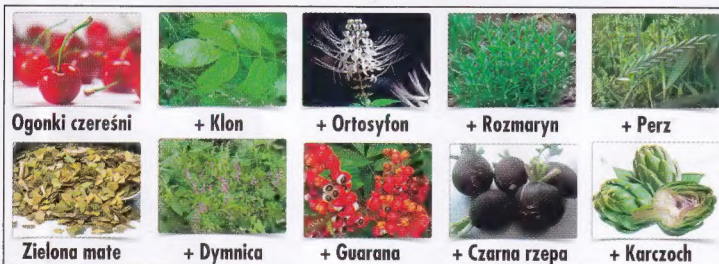 Ogonki czereśni + Klon + Ortosyfon + Rozmaryn + Perz
Zielona mate + Dymnica + Guarana + Czarna rzepa + Karczoch